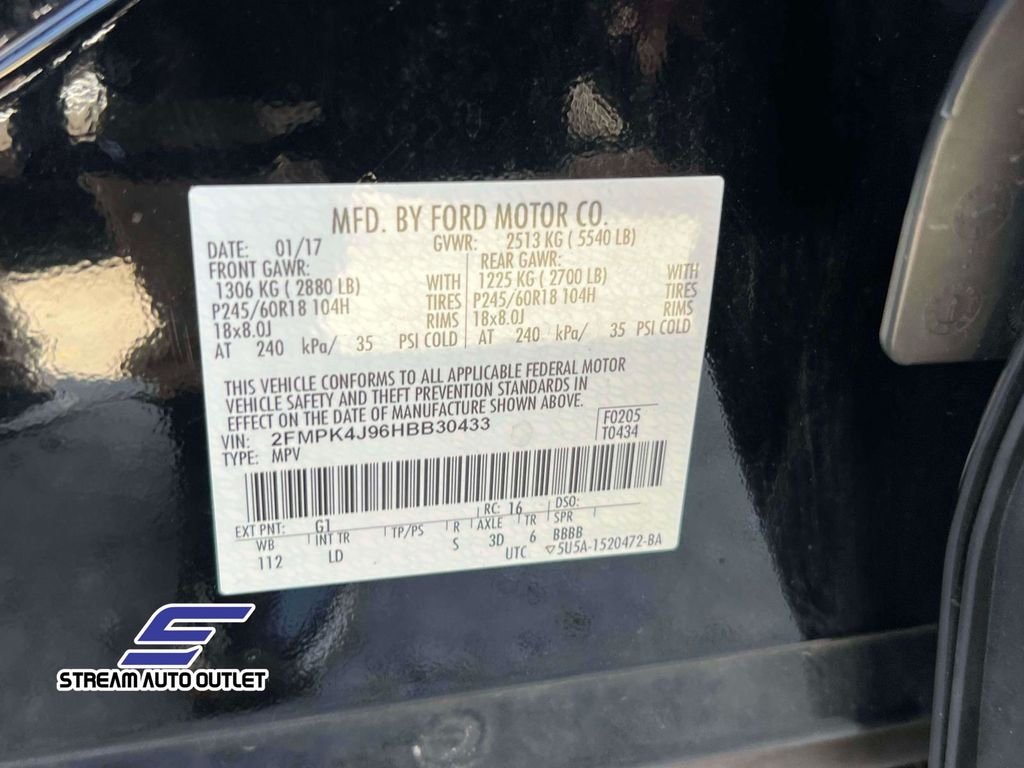 MFD. BY FORD MOTOR CO.
DATE: 01/17 GVWR: 2513 KG ( 5540 LB)
FRONT GAWR: REAR GAWR:
1306 KG ( 2880 LB) WITH 1225 KG ( 2700 LB) WITH
P245/60R18 104H TIRES P245/60R18 104H TIRES
18x8.0J RIMS 18x8.0J RIMS
AT 240 kPa/ 35 PSI COLD AT 240 kPa/ 35 PSI COLD
THIS VEHICLE CONFORMS TO ALL APPLICABLE FEDERAL MOTOR
VEHICLE SAFETY AND THEFT PREVENTION STANDARDS IN
EFFECT ON THE DATE OF MANUFACTURE SHOWN ABOVE.
VIN: 2FMPK4J96HBB30433 F0205
TYPE: MPV T0434
EXT PNT: G1 RC: 16 DSO:
WB INT TR TP/PS R AXLE TR SPR
112 LD S 3D 6 BBBB
UTC ▽5U5A-1520472-BA
STREAM AUTO OUTLET